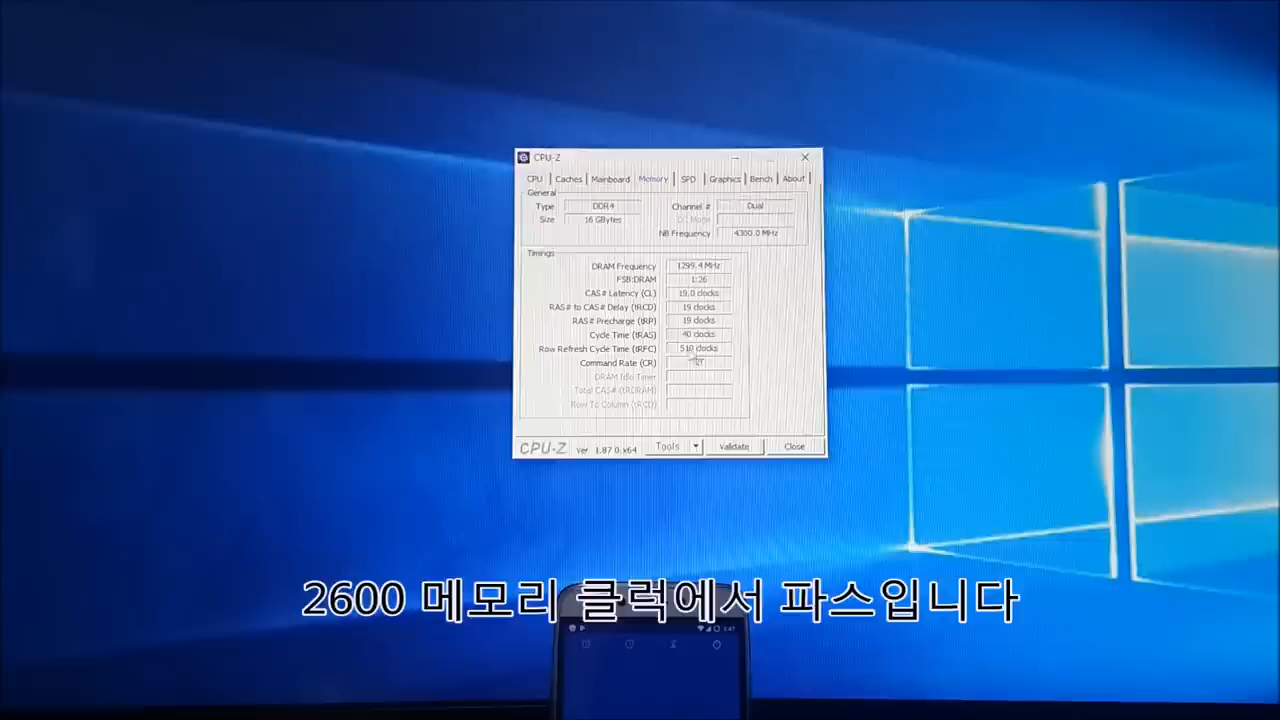 CPU-Z
CPU Caches Mainboard Memory SPD Graphics Bench About
General
Type DDR4 Channel # Dual
Size 16 GBytes DC Mode
NB Frequency 4300.0 MHz
Timings
DRAM Frequency 1299.4 MHz
FSB:DRAM 1:26
CAS# Latency (CL) 19.0 clocks
RAS# to CAS# Delay (tRCD) 19 clocks
RAS# Precharge (tRP) 19 clocks
Cycle Time (tRAS) 40 clocks
Row Refresh Cycle Time (tRFC) 510 clocks
Command Rate (CR)
DRAM Idle Timer
Total CAS# (tRDRAM)
Row To Column (tRCD)
CPU-Z Ver 1.87.0.x64 Tools Validate Close
2600 메모리 클럭에서 파스입니다